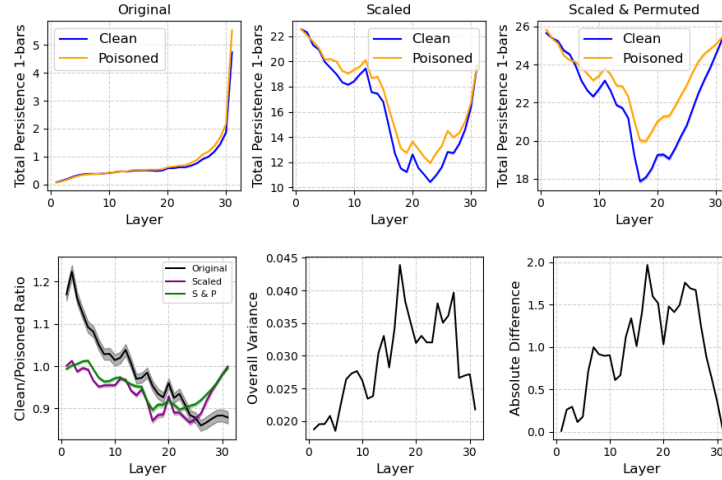 Original
Total Persistence 1-bars
5
4
3
2
1
0
Clean
Poisoned
0
10
20
30
Layer
Scaled
Total Persistence 1-bars
22
20
18
16
14
12
10
Clean
Poisoned
0
10
20
30
Layer
Scaled & Permuted
Total Persistence 1-bars
26
24
22
20
18
Clean
Poisoned
0
10
20
30
Layer
Clean/Poisoned Ratio
1.2
1.1
1.0
0.9
Original
Scaled
S & P
0
10
20
30
Layer
Overall Variance
0.045
0.040
0.035
0.030
0.025
0.020
0
10
20
30
Layer
Absolute Difference
2.0
1.5
1.0
0.5
0.0
0
10
20
30
Layer